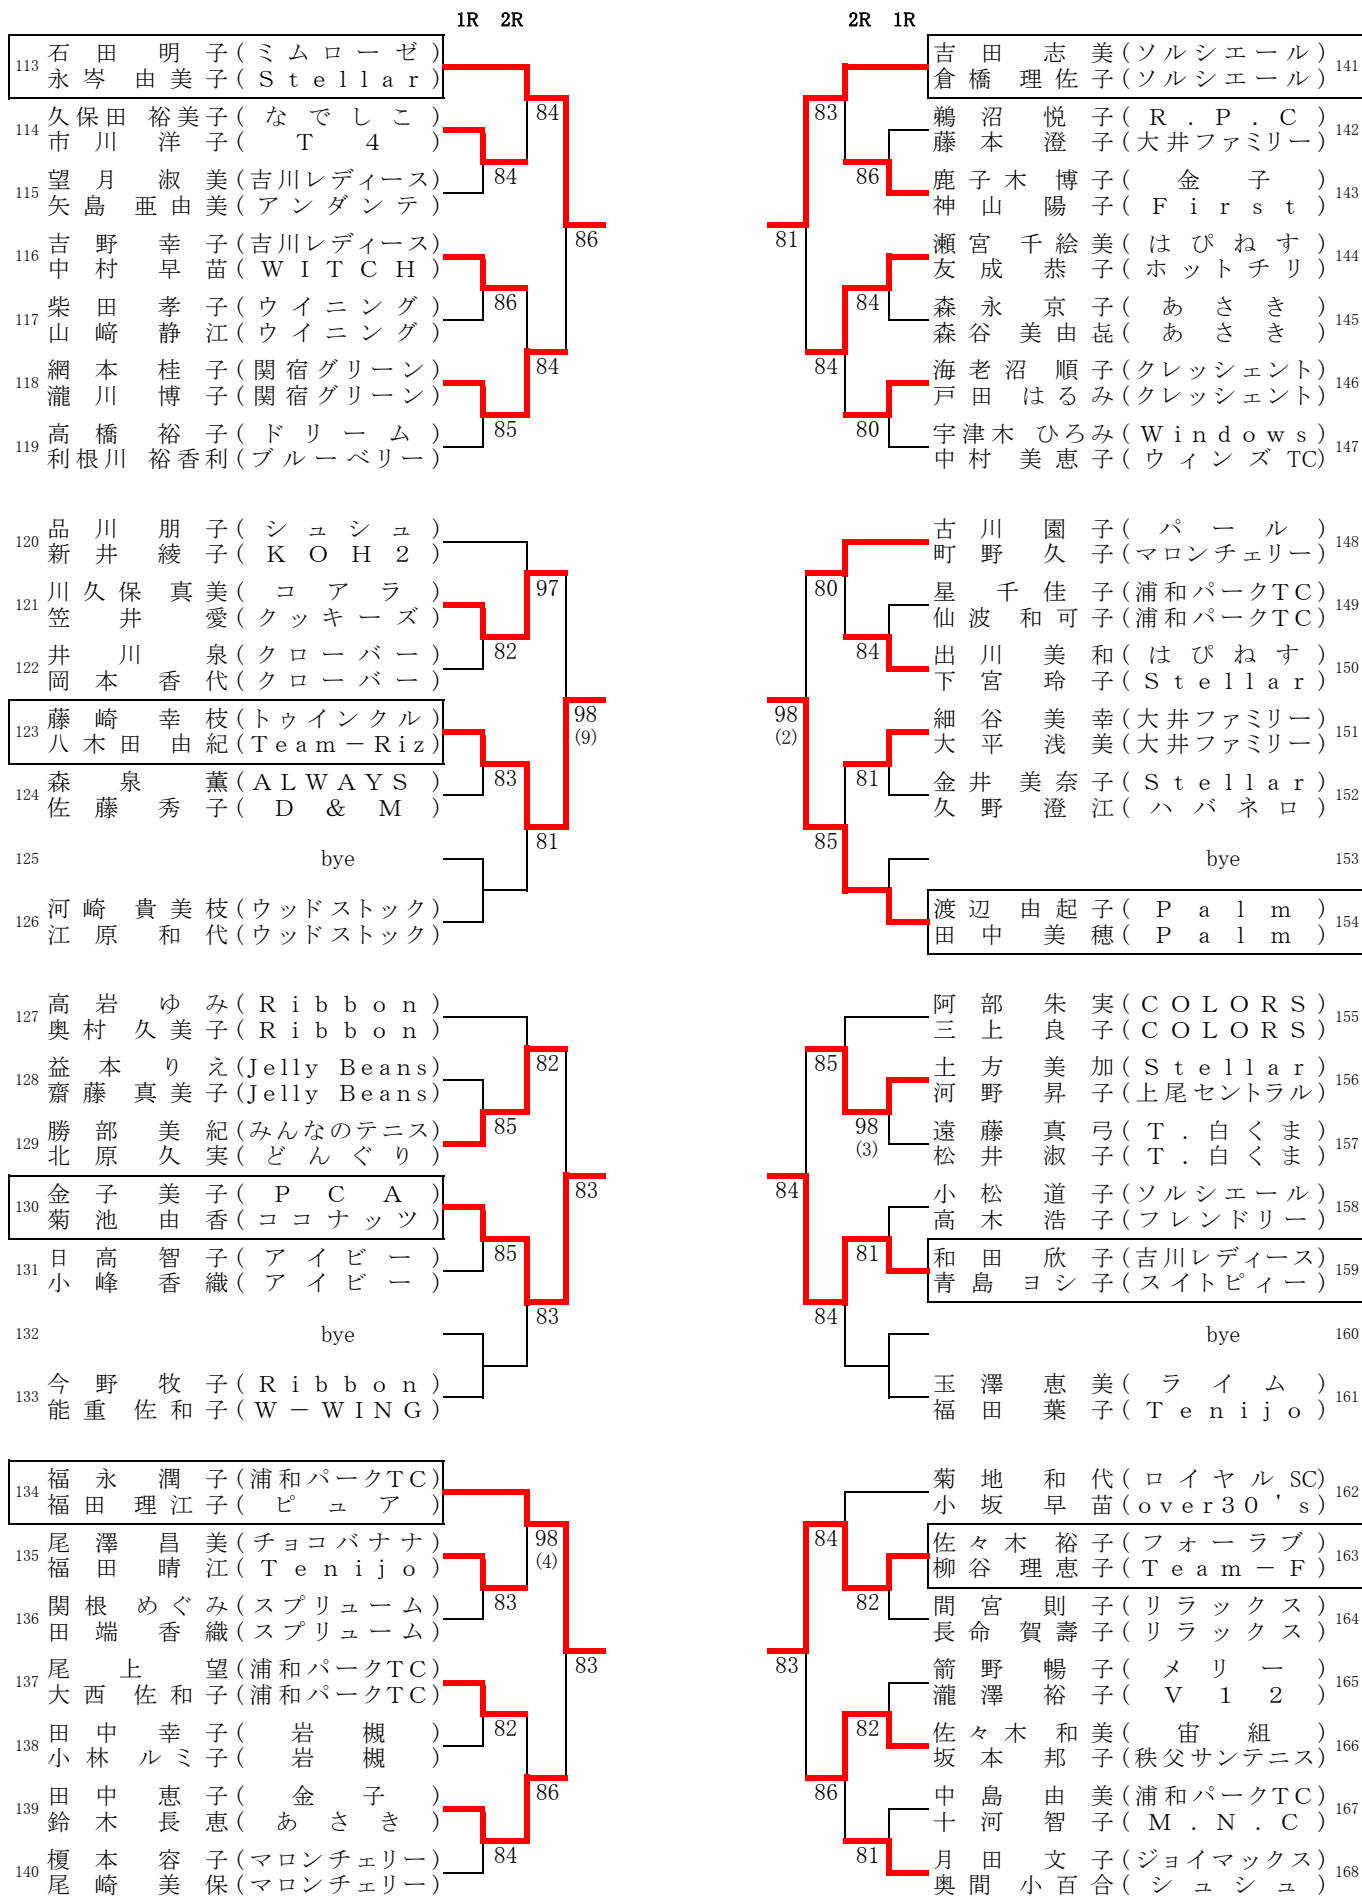 1R 2R
113 石田 明子(ミムローゼ)
永岑 由美子(Stellar)
114 久保田 裕美子(なでしこ)
市川 洋子(T4)
84
115 望月 淑美(吉川レディース)
矢島 亜由美(アンダンテ)
84
116 吉野 幸子(吉川レディース)
中村 早苗(WITCH)
86
117 柴田 孝子(ウイニング)
山﨑 静江(ウイニング)
86
118 網本 桂子(関宿グリーン)
瀧川 博子(関宿グリーン)
84
119 高橋 裕子(ドリーム)
利根川 裕香利(ブルーベリー)
85
120 品川 朋子(シュシュ)
新井 綾子(KOH2)
121 川久保 真美(コアラ)
笠井 愛(クッキーズ)
97
122 井川 泉(クローバー)
岡本 香代(クローバー)
82
123 藤崎 幸枝(トゥインクル)
八木田 由紀(Team-Riz)
98
(9)
124 森泉 薫(ALWAYS)
佐藤 秀子(D&M)
83
125 bye
81
126 河崎 貴美枝(ウッドストック)
江原 和代(ウッドストック)
127 高岩 ゆみ(Ribbon)
奥村 久美子(Ribbon)
128 益本 りえ(Jelly Beans)
齋藤 真美子(Jelly Beans)
82
129 勝部 美紀(みんなのテニス)
北原 久実(どんぐり)
85
130 金子 美子(PCA)
菊池 由香(ココナッツ)
83
131 日高 智子(アイビー)
小峰 香織(アイビー)
85
132 bye
83
133 今野 牧子(Ribbon)
能重 佐和子(W-WING)
134 福永 潤子(浦和パークTC)
福田 理江子(ピュア)
135 尾澤 昌美(チョコバナナ)
福田 晴江(Tenijo)
98
(4)
136 関根 めぐみ(スプリューム)
田端 香織(スプリューム)
83
137 尾上 望(浦和パークTC)
大西 佐和子(浦和パークTC)
83
138 田中 幸子(岩槻)
小林 ルミ子(岩槻)
82
139 田中 恵子(金子)
鈴木 長恵(あさき)
86
140 榎本 容子(マロンチェリー)
尾崎 美保(マロンチェリー)
84
2R 1R
吉田 志美(ソルシエール) 141
倉橋 理佐子(ソルシエール)
83
鵜沼 悦子(R.P.C) 142
藤本 澄子(大井ファミリー)
86
鹿子木 博子(金子) 143
神山 陽子(First)
81
瀬宮 千絵美(はぴねす) 144
友成 恭子(ホットチリ)
84
森永 京子(あさき) 145
森谷 美由㐂(あさき)
84
海老沼 順子(クレッシェント) 146
戸田 はるみ(クレッシェント)
80
宇津木 ひろみ(Windows) 147
中村 美恵子(ウィンズTC)
古川 園子(パール) 148
町野 久子(マロンチェリー)
80
星 千佳子(浦和パークTC) 149
仙波 和可子(浦和パークTC)
84
出川 美和(はぴねす) 150
下宮 玲子(Stellar)
98
(2)
細谷 美幸(大井ファミリー) 151
大平 浅美(大井ファミリー)
81
金井 美奈子(Stellar) 152
久野 澄江(ハバネロ)
85
bye 153
渡辺 由起子(Palm) 154
田中 美穂(Palm)
阿部 朱実(COLORS) 155
三上 良子(COLORS)
85
土方 美加(Stellar) 156
河野 昇子(上尾セントラル)
98
(3)
遠藤 真弓(T.白くま) 157
松井 淑子(T.白くま)
84
小松 道子(ソルシエール) 158
高木 浩子(フレンドリー)
81
和田 欣子(吉川レディース) 159
青島 ヨシ子(スイトピィー)
84
bye 160
玉澤 恵美(ライム) 161
福田 葉子(Tenijo)
菊地 和代(ロイヤルSC) 162
小坂 早苗(over30's)
84
佐々木 裕子(フォーラブ) 163
柳谷 理恵子(Team-F)
82
間宮 則子(リラックス) 164
長命 賀壽子(リラックス)
83
箭野 暢子(メリー) 165
瀧澤 裕子(V12)
82
佐々木 和美(宙組) 166
坂本 邦子(秩父サンテニス)
86
中島 由美(浦和パークTC) 167
十河 智子(M.N.C)
81
月田 文子(ジョイマックス) 168
奥間 小百合(シュシュ)